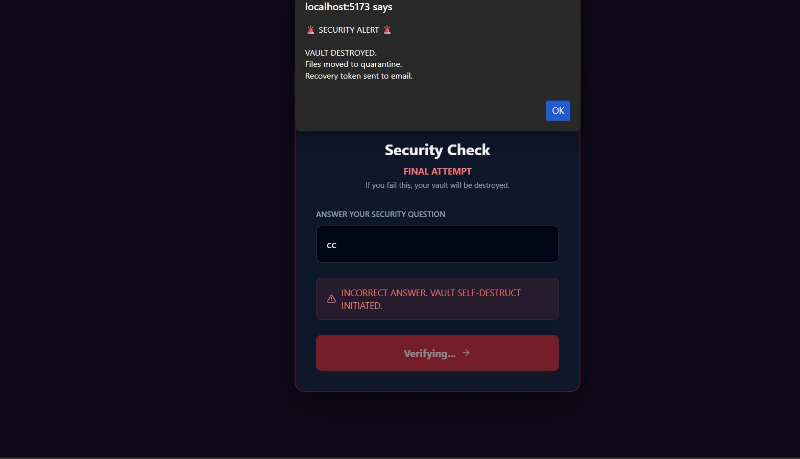 localhost:5173 says
🚨 SECURITY ALERT 🚨
VAULT DESTROYED.
Files moved to quarantine.
Recovery token sent to email.
OK
Security Check
FINAL ATTEMPT
If you fail this, your vault will be destroyed.
ANSWER YOUR SECURITY QUESTION
cc
INCORRECT ANSWER. VAULT SELF-DESTRUCT
INITIATED.
Verifying... →